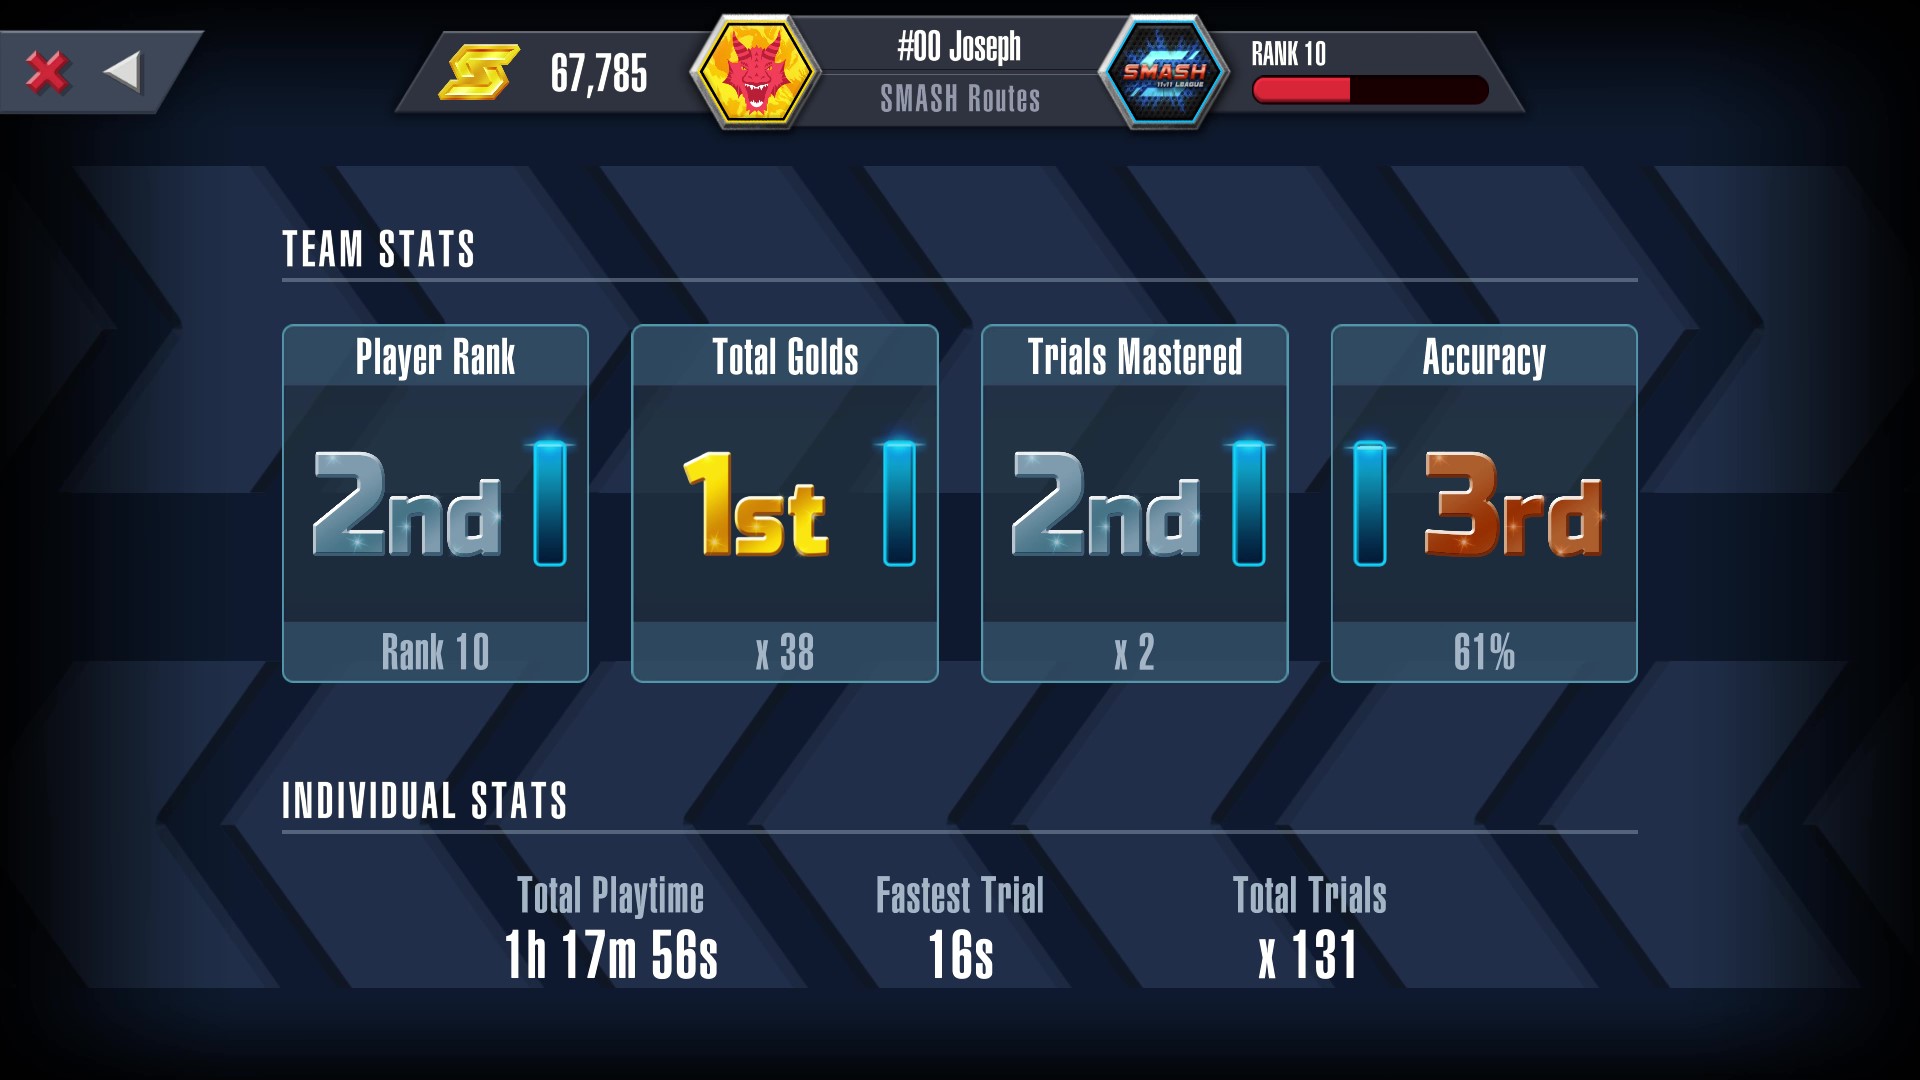 67,785
#00 Joseph
SMASH Routes
SMASH
11v11 LEAGUE
RANK 10
TEAM STATS
Player Rank
2nd
Rank 10
Total Golds
1st
x 38
Trials Mastered
2nd
x 2
Accuracy
3rd
61%
INDIVIDUAL STATS
Total Playtime
1h 17m 56s
Fastest Trial
16s
Total Trials
x 131